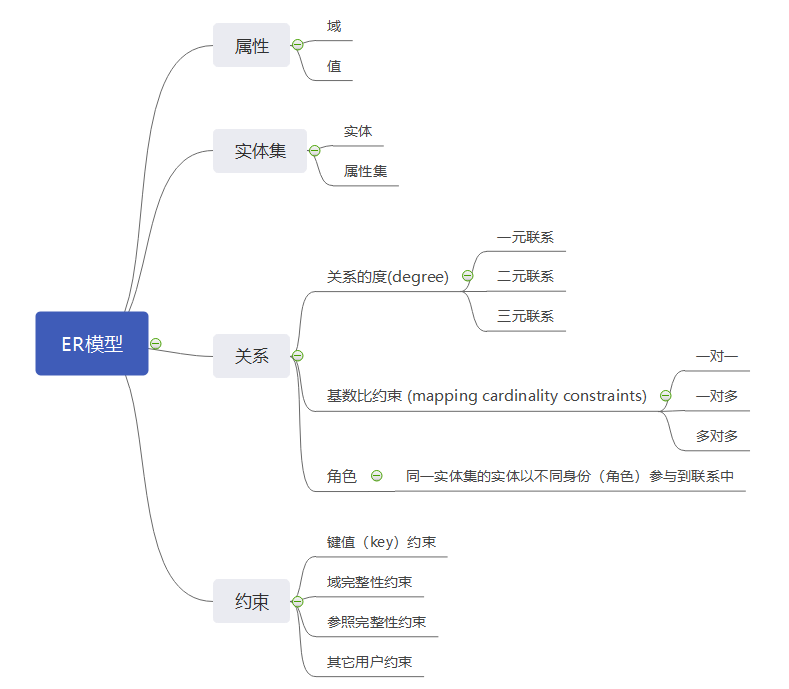 ER模型
属性
域
值
实体集
实体
属性集
关系
关系的度(degree)
一元联系
二元联系
三元联系
基数比约束 (mapping cardinality constraints)
一对一
一对多
多对多
角色
同一实体集的实体以不同身份（角色）参与到联系中
约束
键值（key）约束
域完整性约束
参照完整性约束
其它用户约束